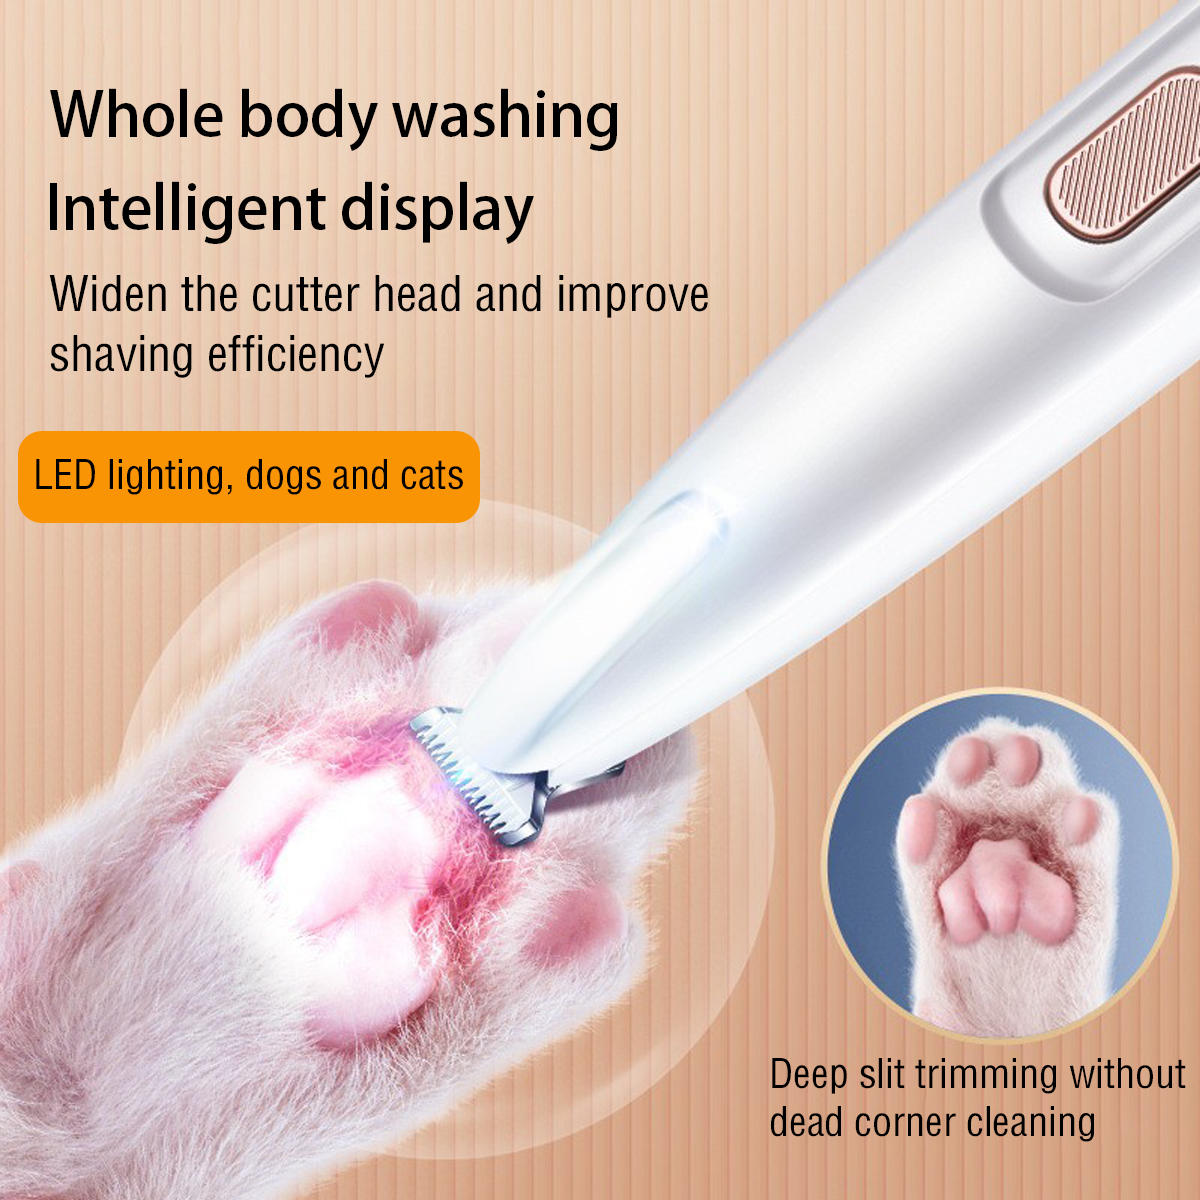 Whole body washing
Intelligent display
Widen the cutter head and improve
shaving efficiency
LED lighting, dogs and cats
Deep slit trimming without
dead corner cleaning